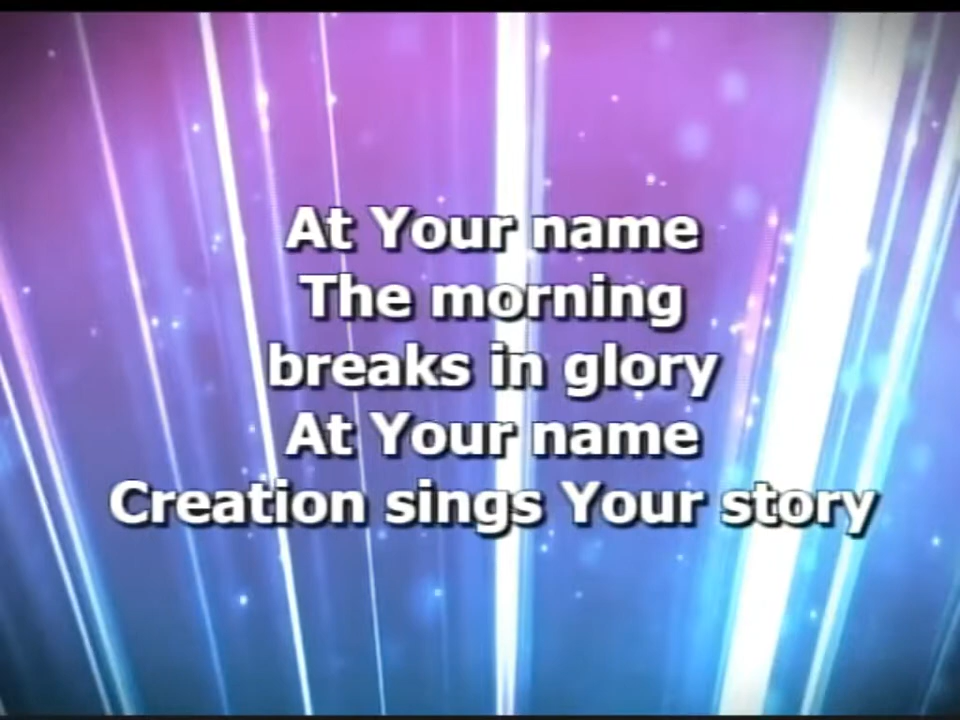 At Your name
The morning
breaks in glory
At Your name
Creation sings Your story